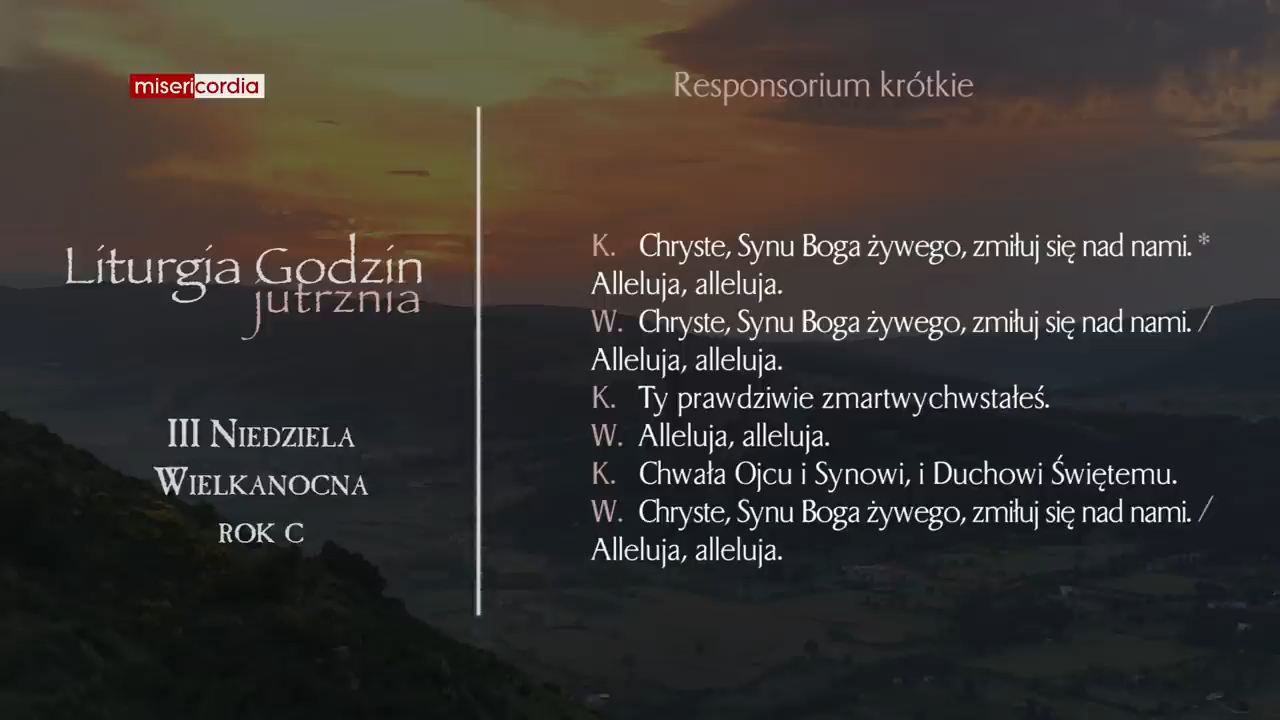 misericordia
Responsorium krótkie
Liturgia Godzin
jutrznia
III Niedziela
Wielkanocna
rok C
K. Chryste, Synu Boga żywego, zmiłuj się nad nami. *
Alleluja, alleluja.
W. Chryste, Synu Boga żywego, zmiłuj się nad nami. /
Alleluja, alleluja.
K. Ty prawdziwie zmartwychwstałeś.
W. Alleluja, alleluja.
K. Chwała Ojcu i Synowi, i Duchowi Świętemu.
W. Chryste, Synu Boga żywego, zmiłuj się nad nami. /
Alleluja, alleluja.